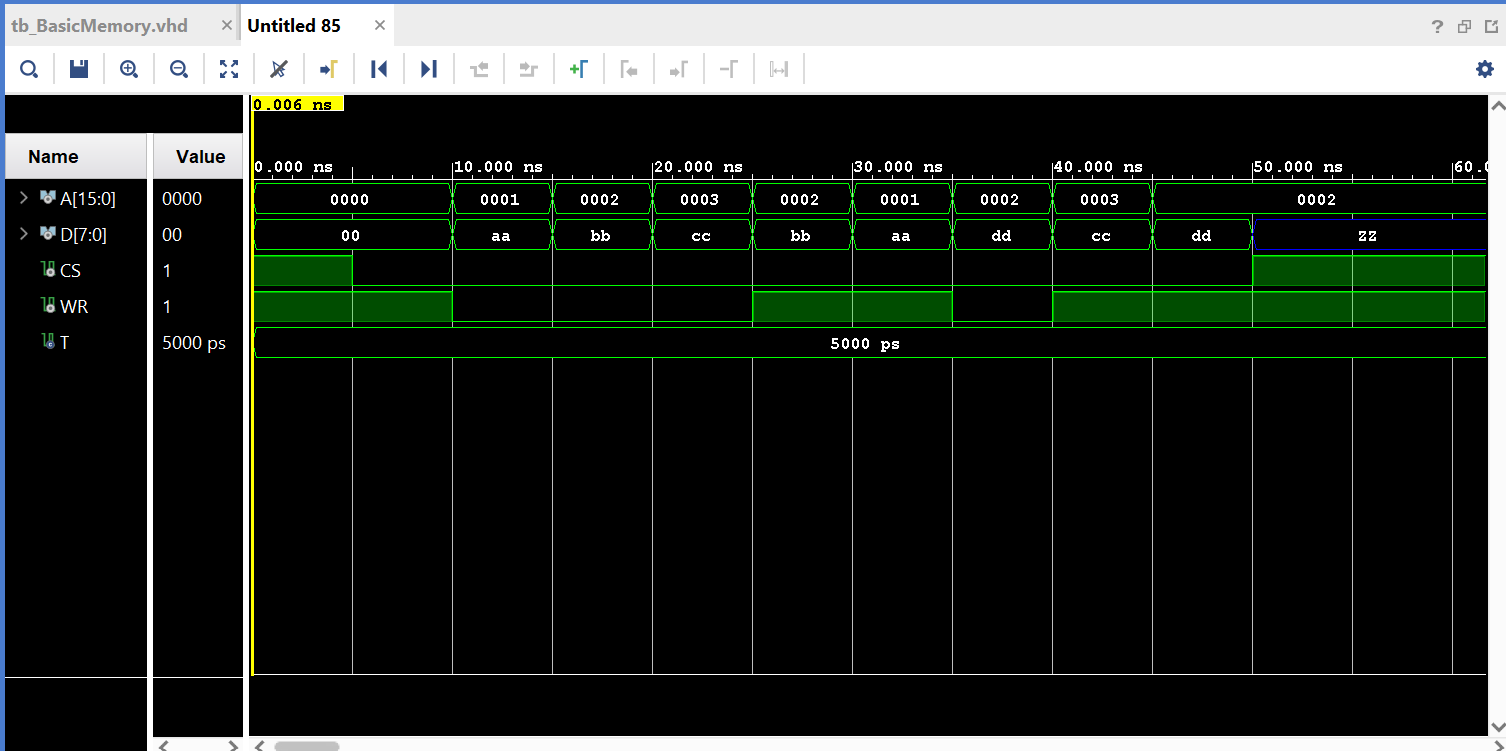 tb_BasicMemory.vhd × Untitled 85 × ?
0.006 ns
Name Value 0.000 ns 10.000 ns 20.000 ns 30.000 ns 40.000 ns 50.000 ns 60.0
A[15:0] 0000 0000 0001 0002 0003 0002 0001 0002 0003 0002
D[7:0] 00 00 aa bb cc bb aa dd cc dd ZZ
CS 1
WR 1
T 5000 ps 5000 ps